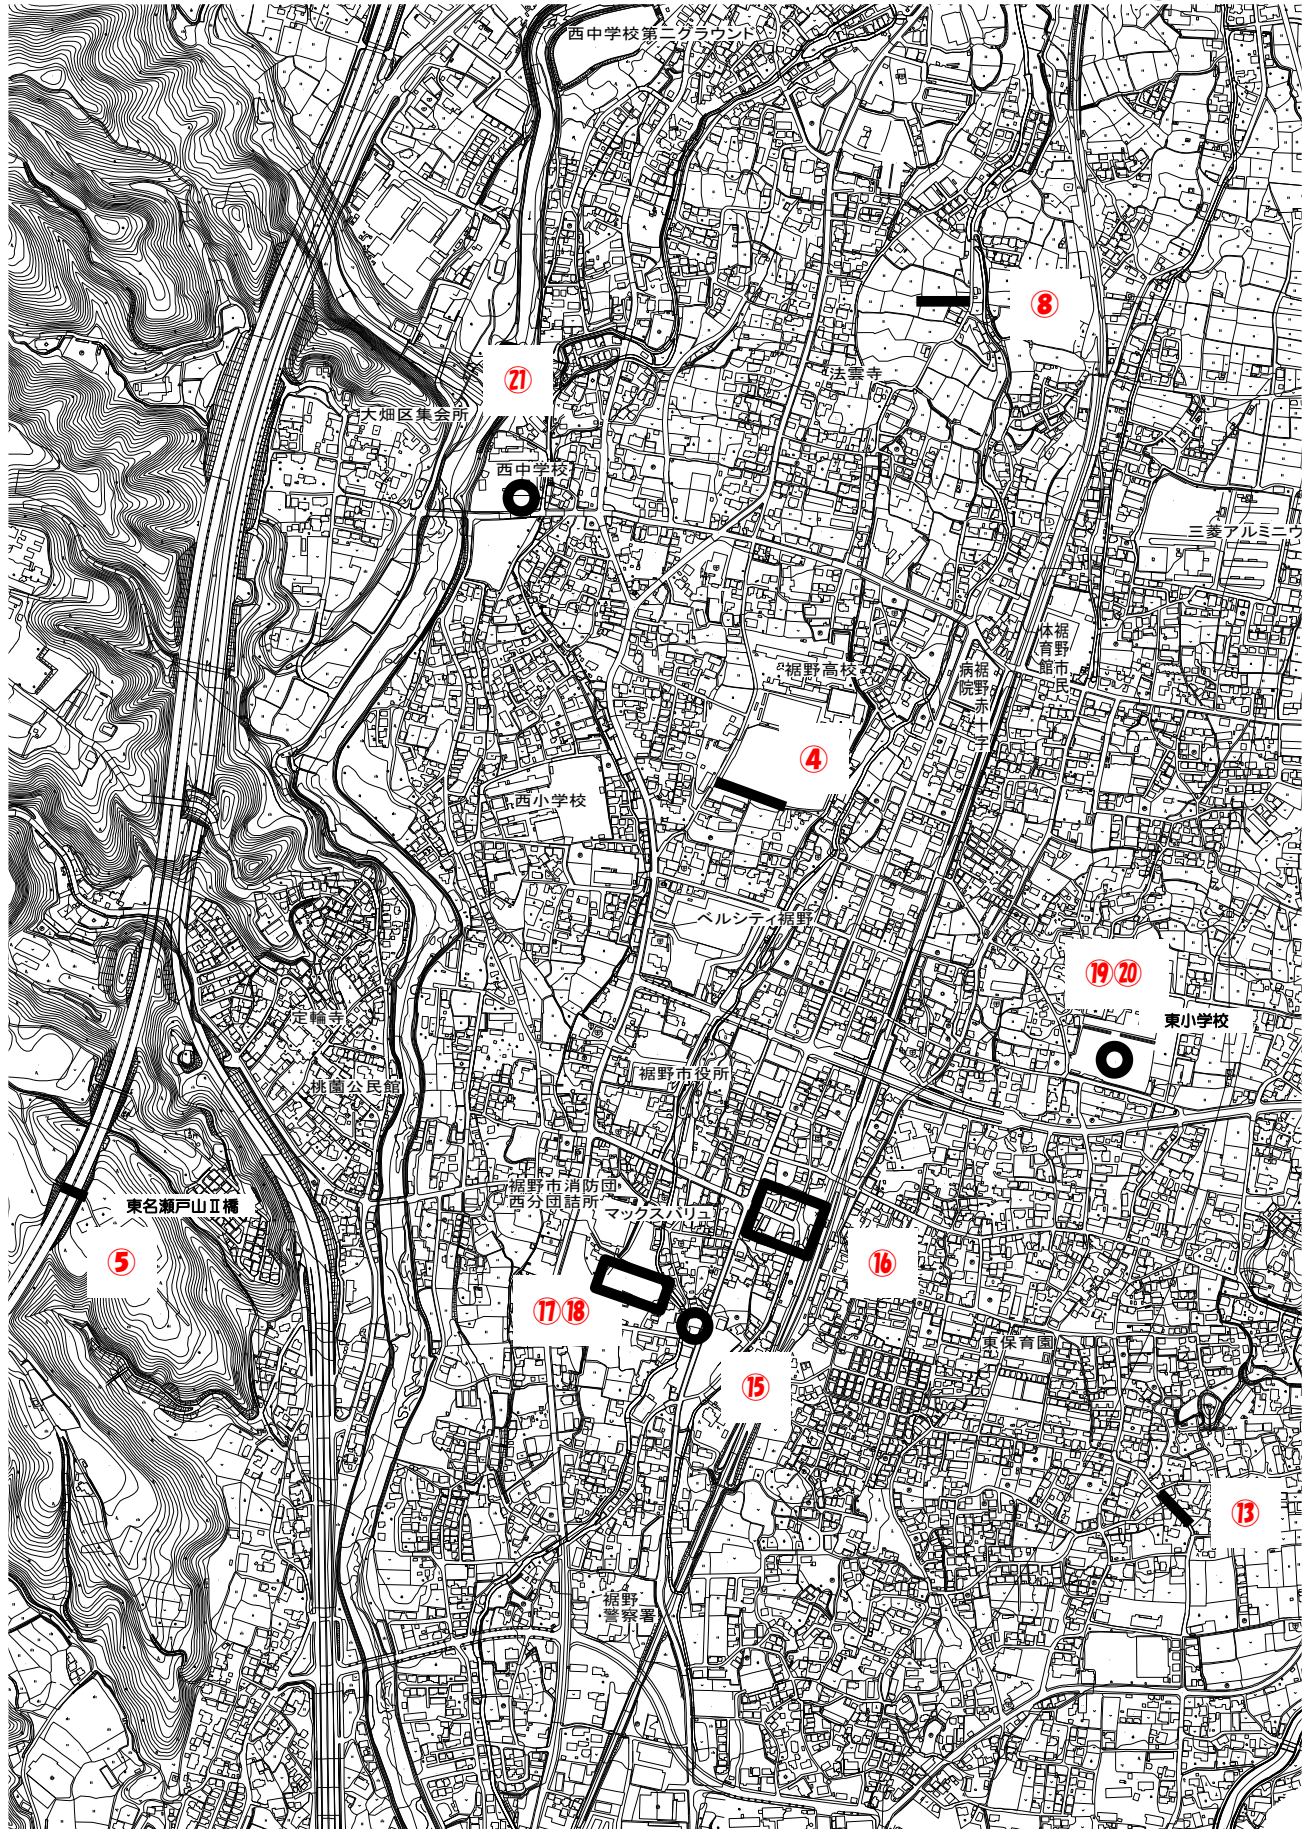 西中学校第二グラウンド
⑧
法雲寺
㉑
大畑区集会所
西中学校
三菱アルミニウ
裾野市民
体育館
裾野高校
裾野赤十字
病院
④
西小学校
ベルシティ裾野
⑲⑳
東小学校
定輪寺
裾野市役所
桃園公民館
裾野市消防団
西分団詰所
マックスバリュ
東名瀬戸山Ⅱ橋
⑤
⑯
⑰⑱
東保育園
⑮
⑬
裾野
警察署